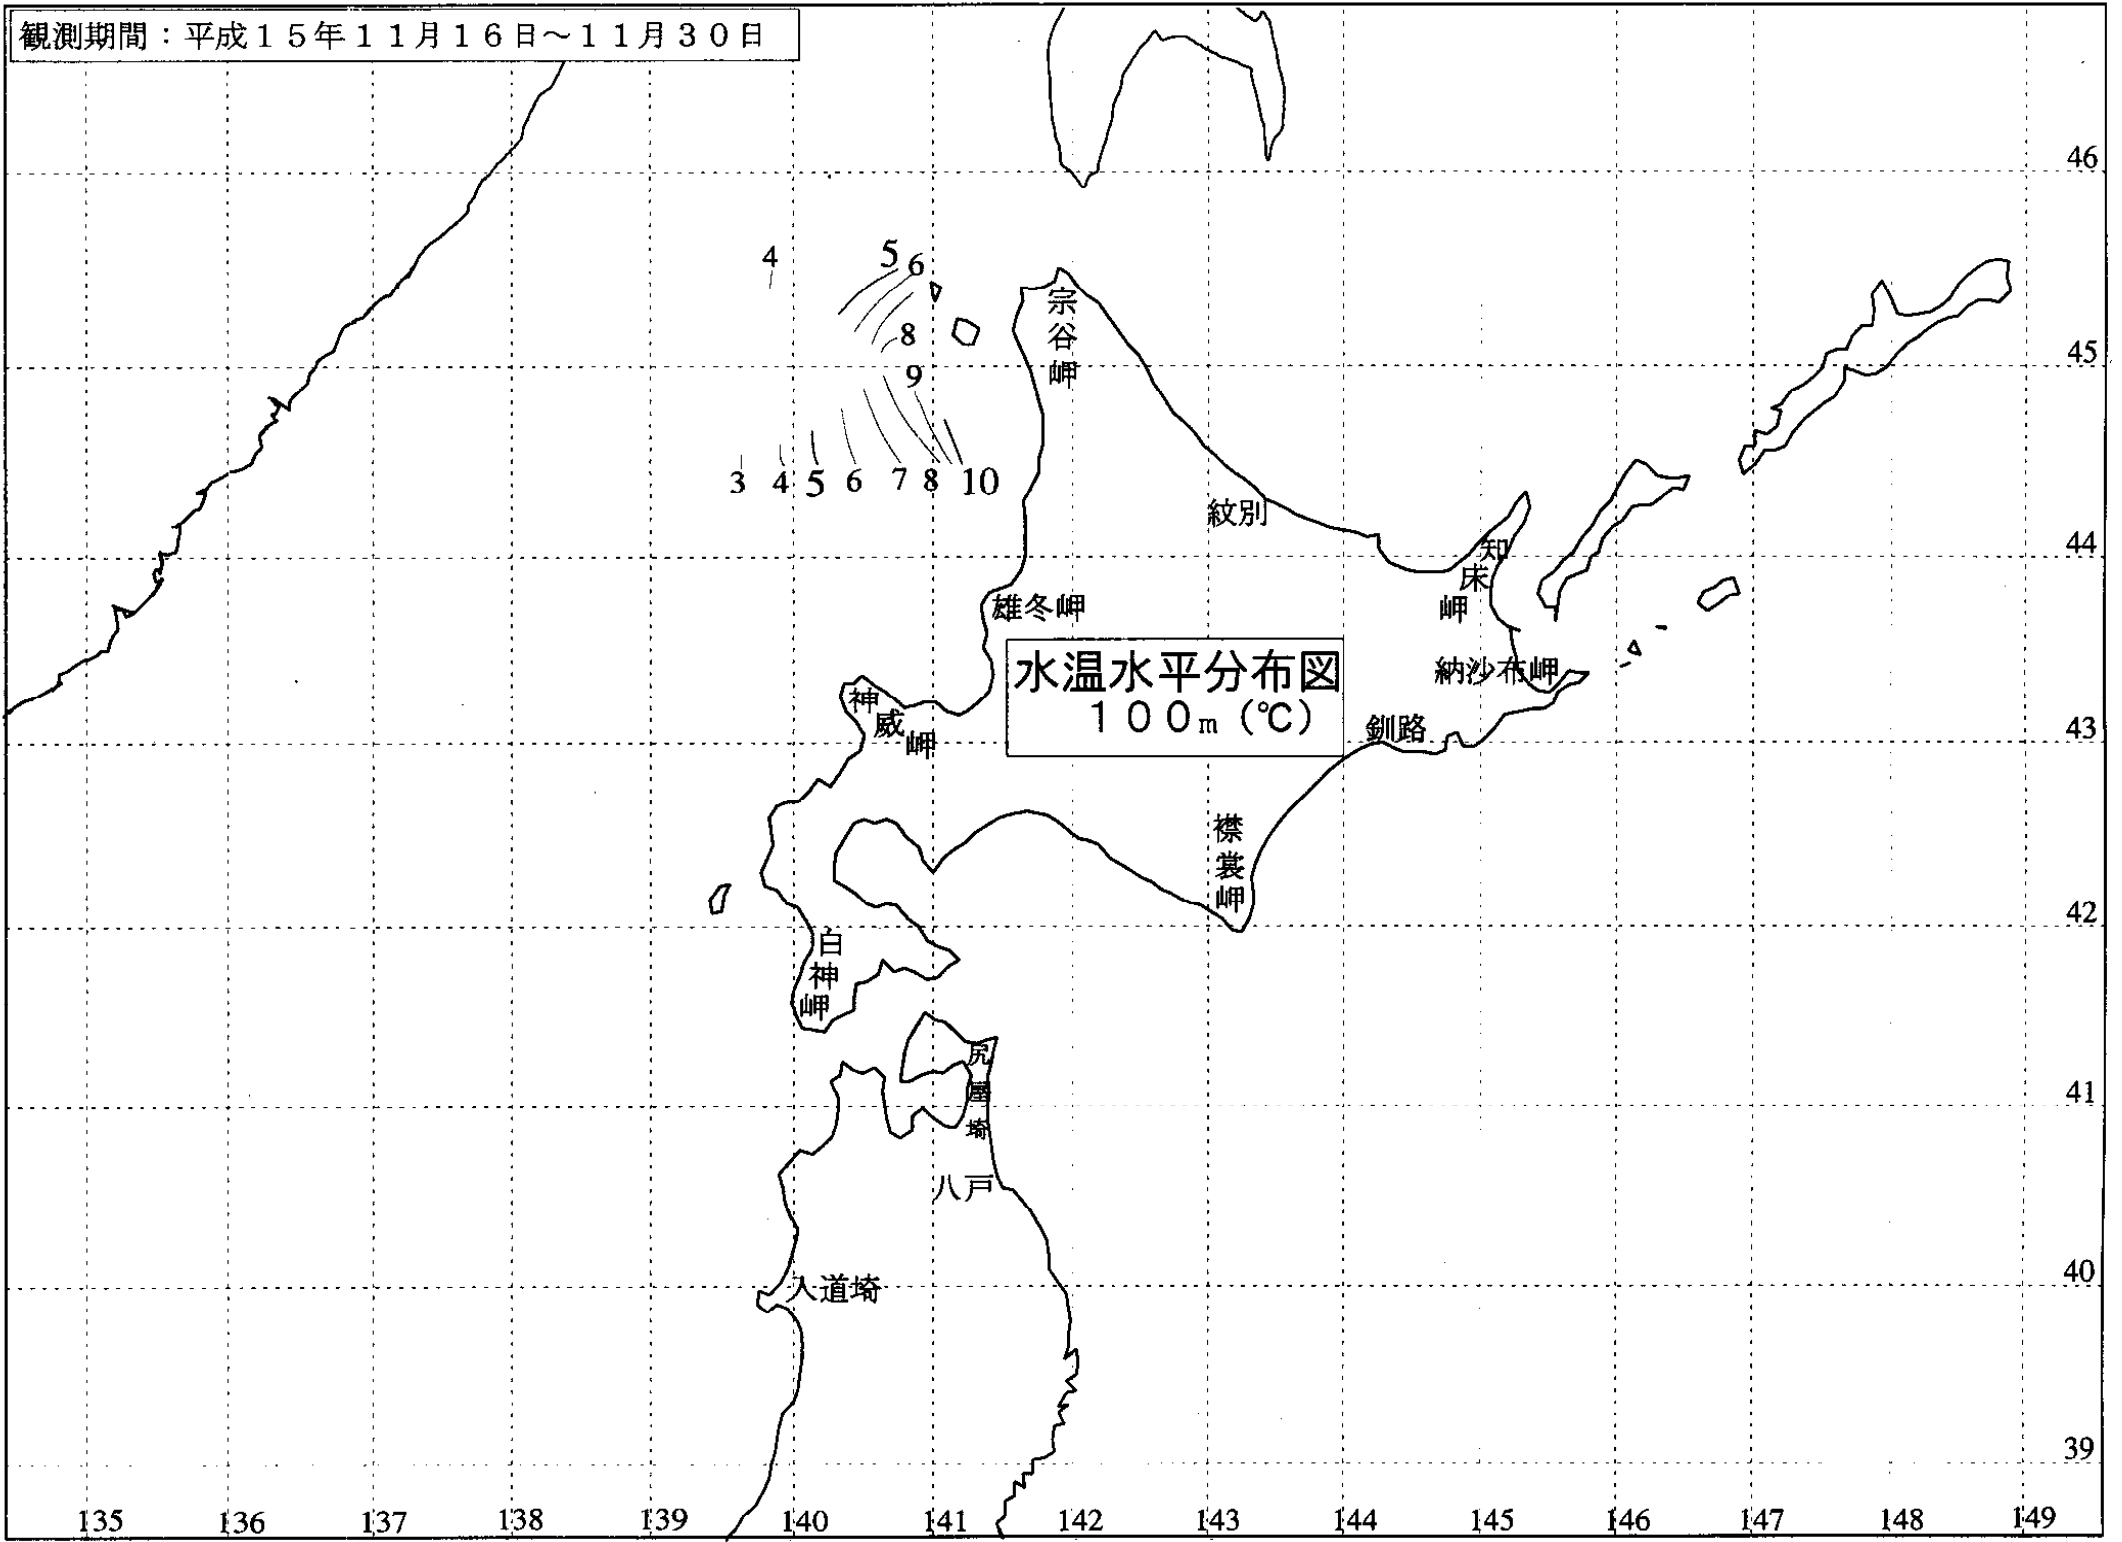 観測期間：平成１５年１１月１６日～１１月３０日
46
4
5
6
宗谷岬
8
45
9
3
4
5
6
7
8
10
紋別
44
知床岬
雄冬岬
水温水平分布図
１００ｍ（℃）
納沙布岬
神威岬
釧路
43
襟裳岬
42
白神岬
尻屋埼
41
八戸
40
入道埼
39
135
136
137
138
139
140
141
142
143
144
145
146
147
148
149